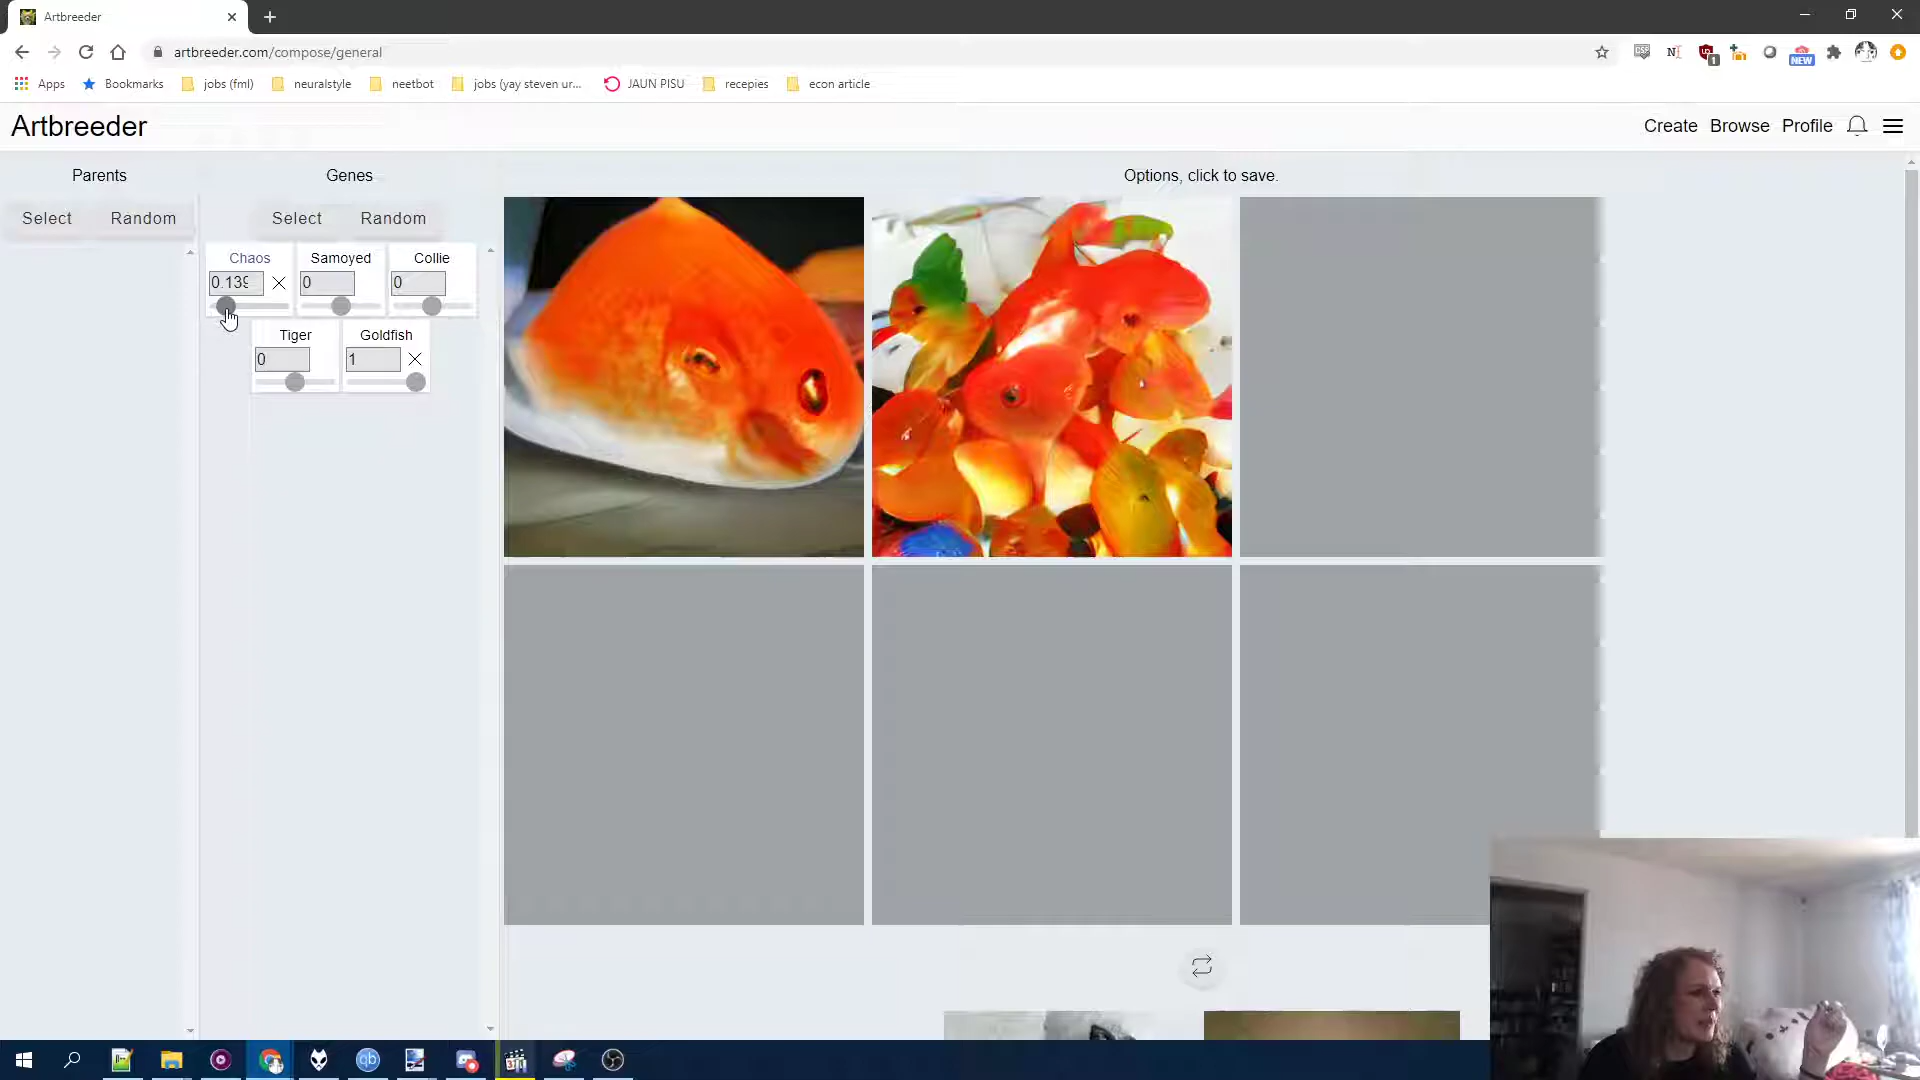 Artbreeder
artbreeder.com/compose/general
NEW
Apps
Bookmarks
jobs (fml)
neuralstyle
neetbot
jobs (yay steven ur...
JAUN PISU
recepies
econ article
Artbreeder
Create Browse Profile
Parents
Genes
Options, click to save.
Select Random
Select Random
Chaos
Samoyed
Collie
0.139
0
0
Tiger
Goldfish
0
1